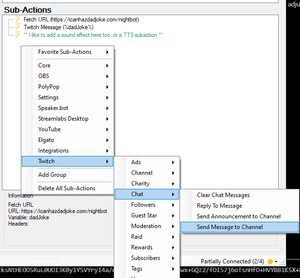 adju
Sub-Actions
Fetch URL (https://icanhazdadjoke.com/nightbot)
Twitch Message (%dadJoke%)
** I like to add a sound effect here too, or a TTS subaction **
Favorite Sub-Actions
Core
OBS
PolyPop
Settings
Speaker.bot
Streamlabs Desktop
YouTube
Elgato
Integrations
Twitch
Add Group
Delete All Sub-Actions
Ads
Channel
Charity
Chat
Followers
Guest Star
Moderation
Raid
Rewards
Subscribers
Tags
Clear Chat Messages
Reply To Message
Send Announcement to Channel
Send Message to Channel
Information
Fetch URL
URL: https://icanhazdadjoke.com/nightbot
Variable: dadJoke
Headers:
Partially Connected (2/4)